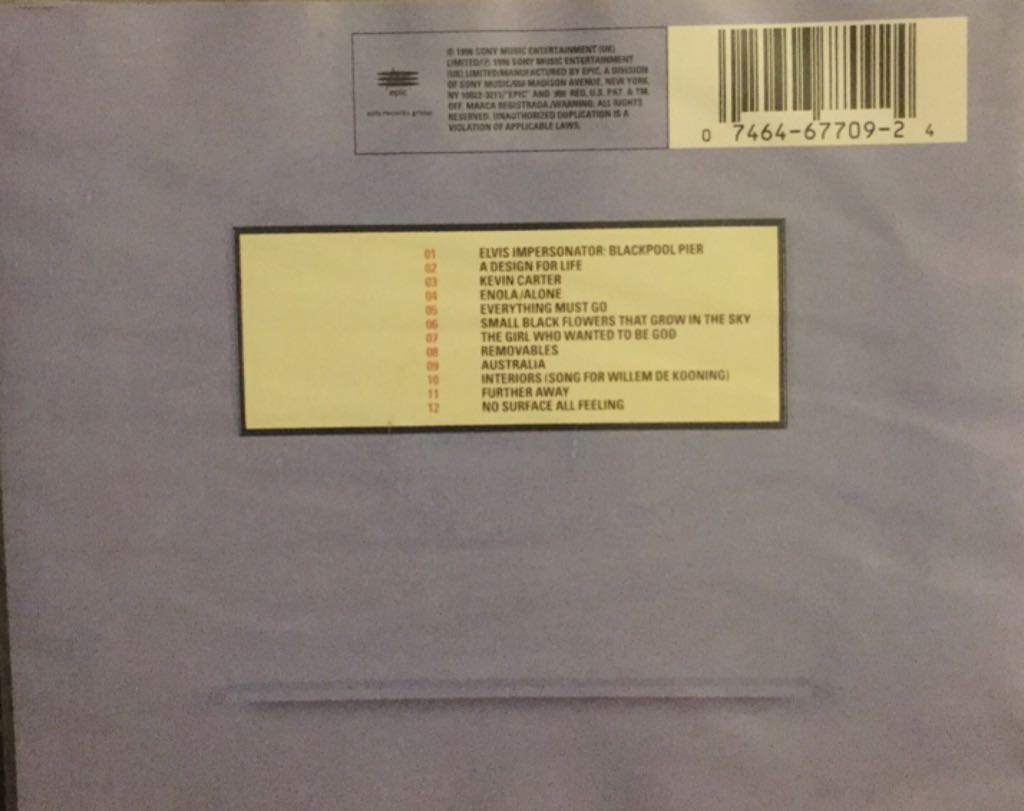 © 1996 SONY MUSIC ENTERTAINMENT (UK)
LIMITED/℗ 1996 SONY MUSIC ENTERTAINMENT
(UK) LIMITED/MANUFACTURED BY EPIC, A DIVISION
OF SONY MUSIC/550 MADISON AVENUE, NEW YORK,
NY 10022-3211/"EPIC" AND REG. U.S. PAT. & TM.
OFF. MARCA REGISTRADA./WARNING: ALL RIGHTS
RESERVED. UNAUTHORIZED DUPLICATION IS A
VIOLATION OF APPLICABLE LAWS.
epic
epic records group
0 7464-67709-2 4
01 ELVIS IMPERSONATOR: BLACKPOOL PIER
02 A DESIGN FOR LIFE
03 KEVIN CARTER
04 ENOLA/ALONE
05 EVERYTHING MUST GO
06 SMALL BLACK FLOWERS THAT GROW IN THE SKY
07 THE GIRL WHO WANTED TO BE GOD
08 REMOVABLES
09 AUSTRALIA
10 INTERIORS (SONG FOR WILLEM DE KOONING)
11 FURTHER AWAY
12 NO SURFACE ALL FEELING